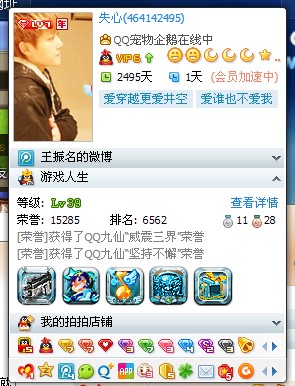 LV7 年
失心(464142495)
QQ宠物企鹅在线中
VIP6
2495天 1天 (会员加速中)
爱穿越更爱井空 爱谁也不爱我
王振名的微博
游戏人生
等级: Lv 39 查看详情
荣誉: 15285 排名: 6562 11 28
[荣誉]获得了QQ九仙“威震三界”荣誉
[荣誉]获得了QQ九仙“坚持不懈”荣誉
我的拍拍店铺